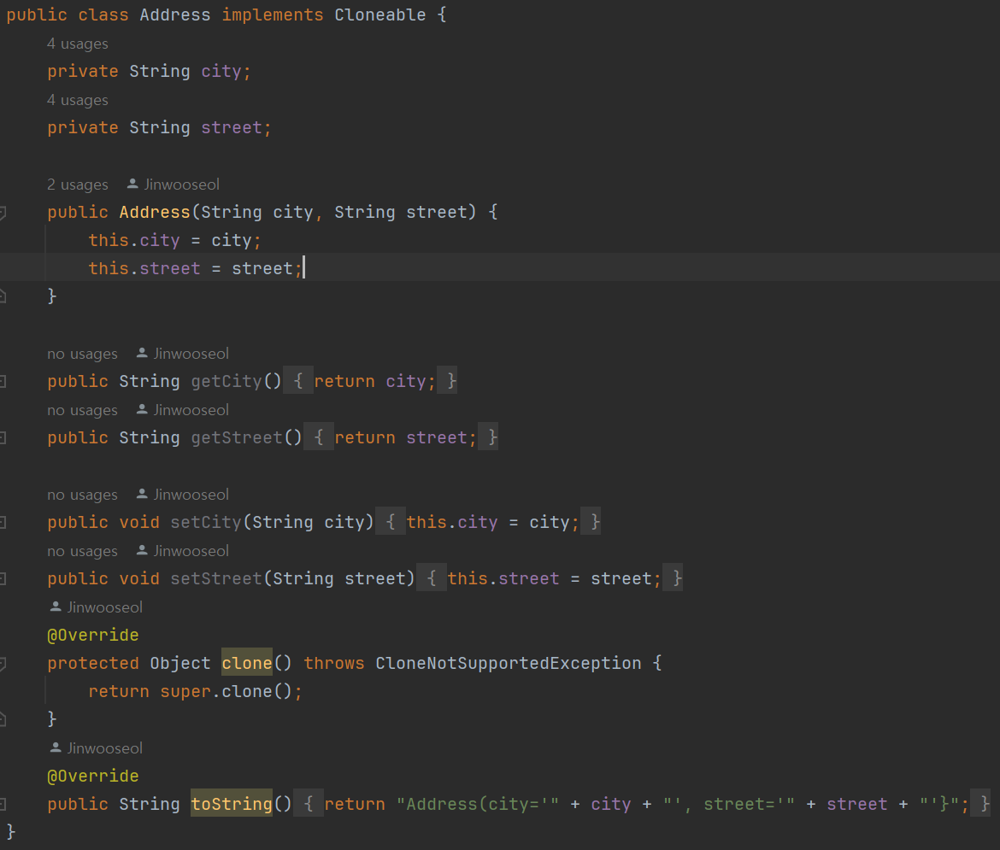 public class Address implements Cloneable {
4 usages
private String city;
4 usages
private String street;
2 usages Jinwooseol
public Address(String city, String street) {
this.city = city;
this.street = street;
}
no usages Jinwooseol
public String getCity() { return city; }
no usages Jinwooseol
public String getStreet() { return street; }
no usages Jinwooseol
public void setCity(String city) { this.city = city; }
no usages Jinwooseol
public void setStreet(String street) { this.street = street; }
Jinwooseol
@Override
protected Object clone() throws CloneNotSupportedException {
return super.clone();
}
Jinwooseol
@Override
public String toString() { return "Address(city='" + city + "', street='" + street + "'}"; }
}